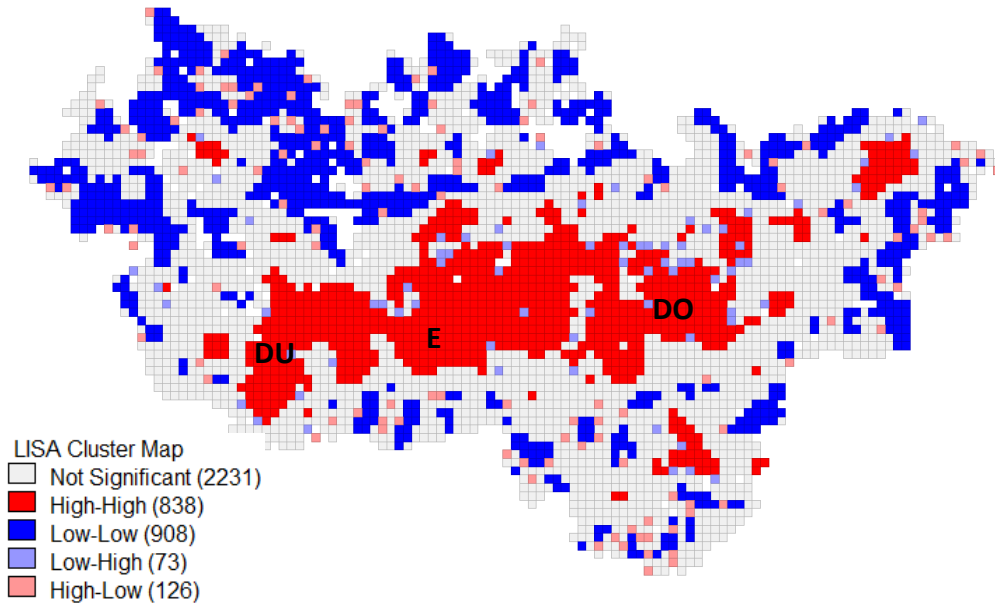 DO
E
DU
LISA Cluster Map
Not Significant (2231)
High-High (838)
Low-Low (908)
Low-High (73)
High-Low (126)